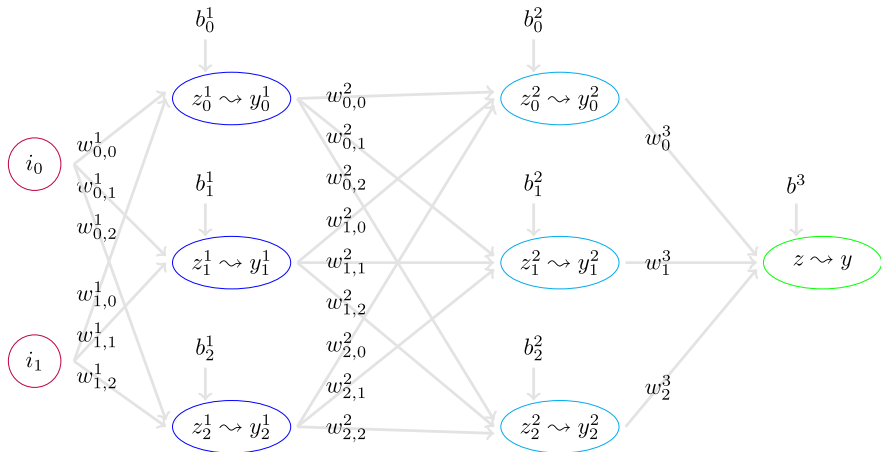 b_0^1
b_0^2
z_0^1 ⇝ y_0^1
w_{0,0}^2
z_0^2 ⇝ y_0^2
w_{0,0}^1
w_{0,1}^2
w_0^3
i_0
w_{0,1}^1
b_1^1
w_{0,2}^2
b_1^2
b^3
w_{0,2}^1
w_{1,0}^2
z_1^1 ⇝ y_1^1
w_{1,1}^2
z_1^2 ⇝ y_1^2
w_1^3
z ⇝ y
w_{1,0}^1
w_{1,2}^2
w_{1,1}^1
b_2^1
w_{2,0}^2
b_2^2
i_1
w_{1,2}^1
w_{2,1}^2
w_2^3
z_2^1 ⇝ y_2^1
w_{2,2}^2
z_2^2 ⇝ y_2^2